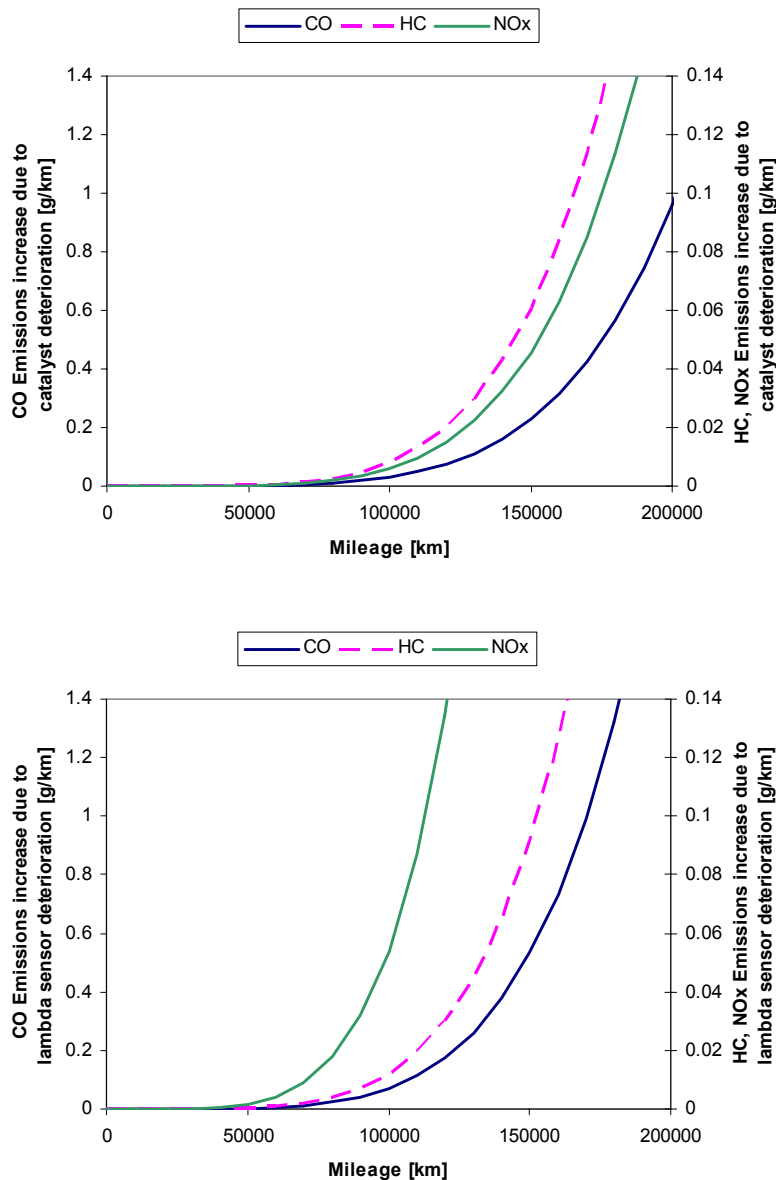 CO HC NOx
CO Emissions increase due to
catalyst deterioration [g/km]
1.4
1.2
1
0.8
0.6
0.4
0.2
0
0.14
0.12
0.1
0.08
0.06
0.04
0.02
0
HC, NOx Emissions increase due to
catalyst deterioration [g/km]
0 50000 100000 150000 200000
Mileage [km]
CO HC NOx
CO Emissions increase due to
lambda sensor deterioration [g/km]
1.4
1.2
1
0.8
0.6
0.4
0.2
0
0.14
0.12
0.1
0.08
0.06
0.04
0.02
0
HC, NOx Emissions increase due to
lambda sensor deterioration [g/km]
0 50000 100000 150000 200000
Mileage [km]